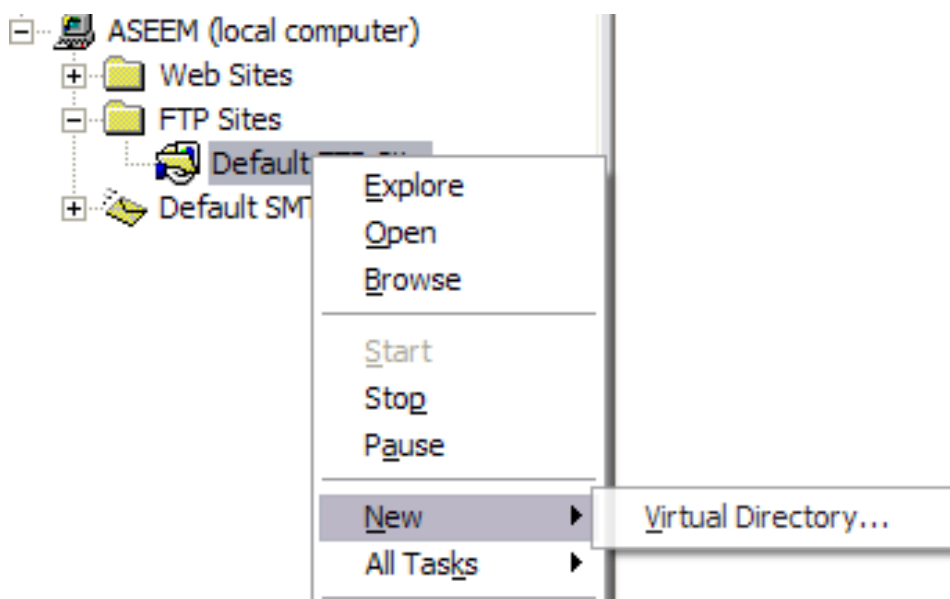 ASEEM (local computer)
Web Sites
FTP Sites
Default
Default SMT
Explore
Open
Browse
Start
Stop
Pause
New
Virtual Directory...
All Tasks